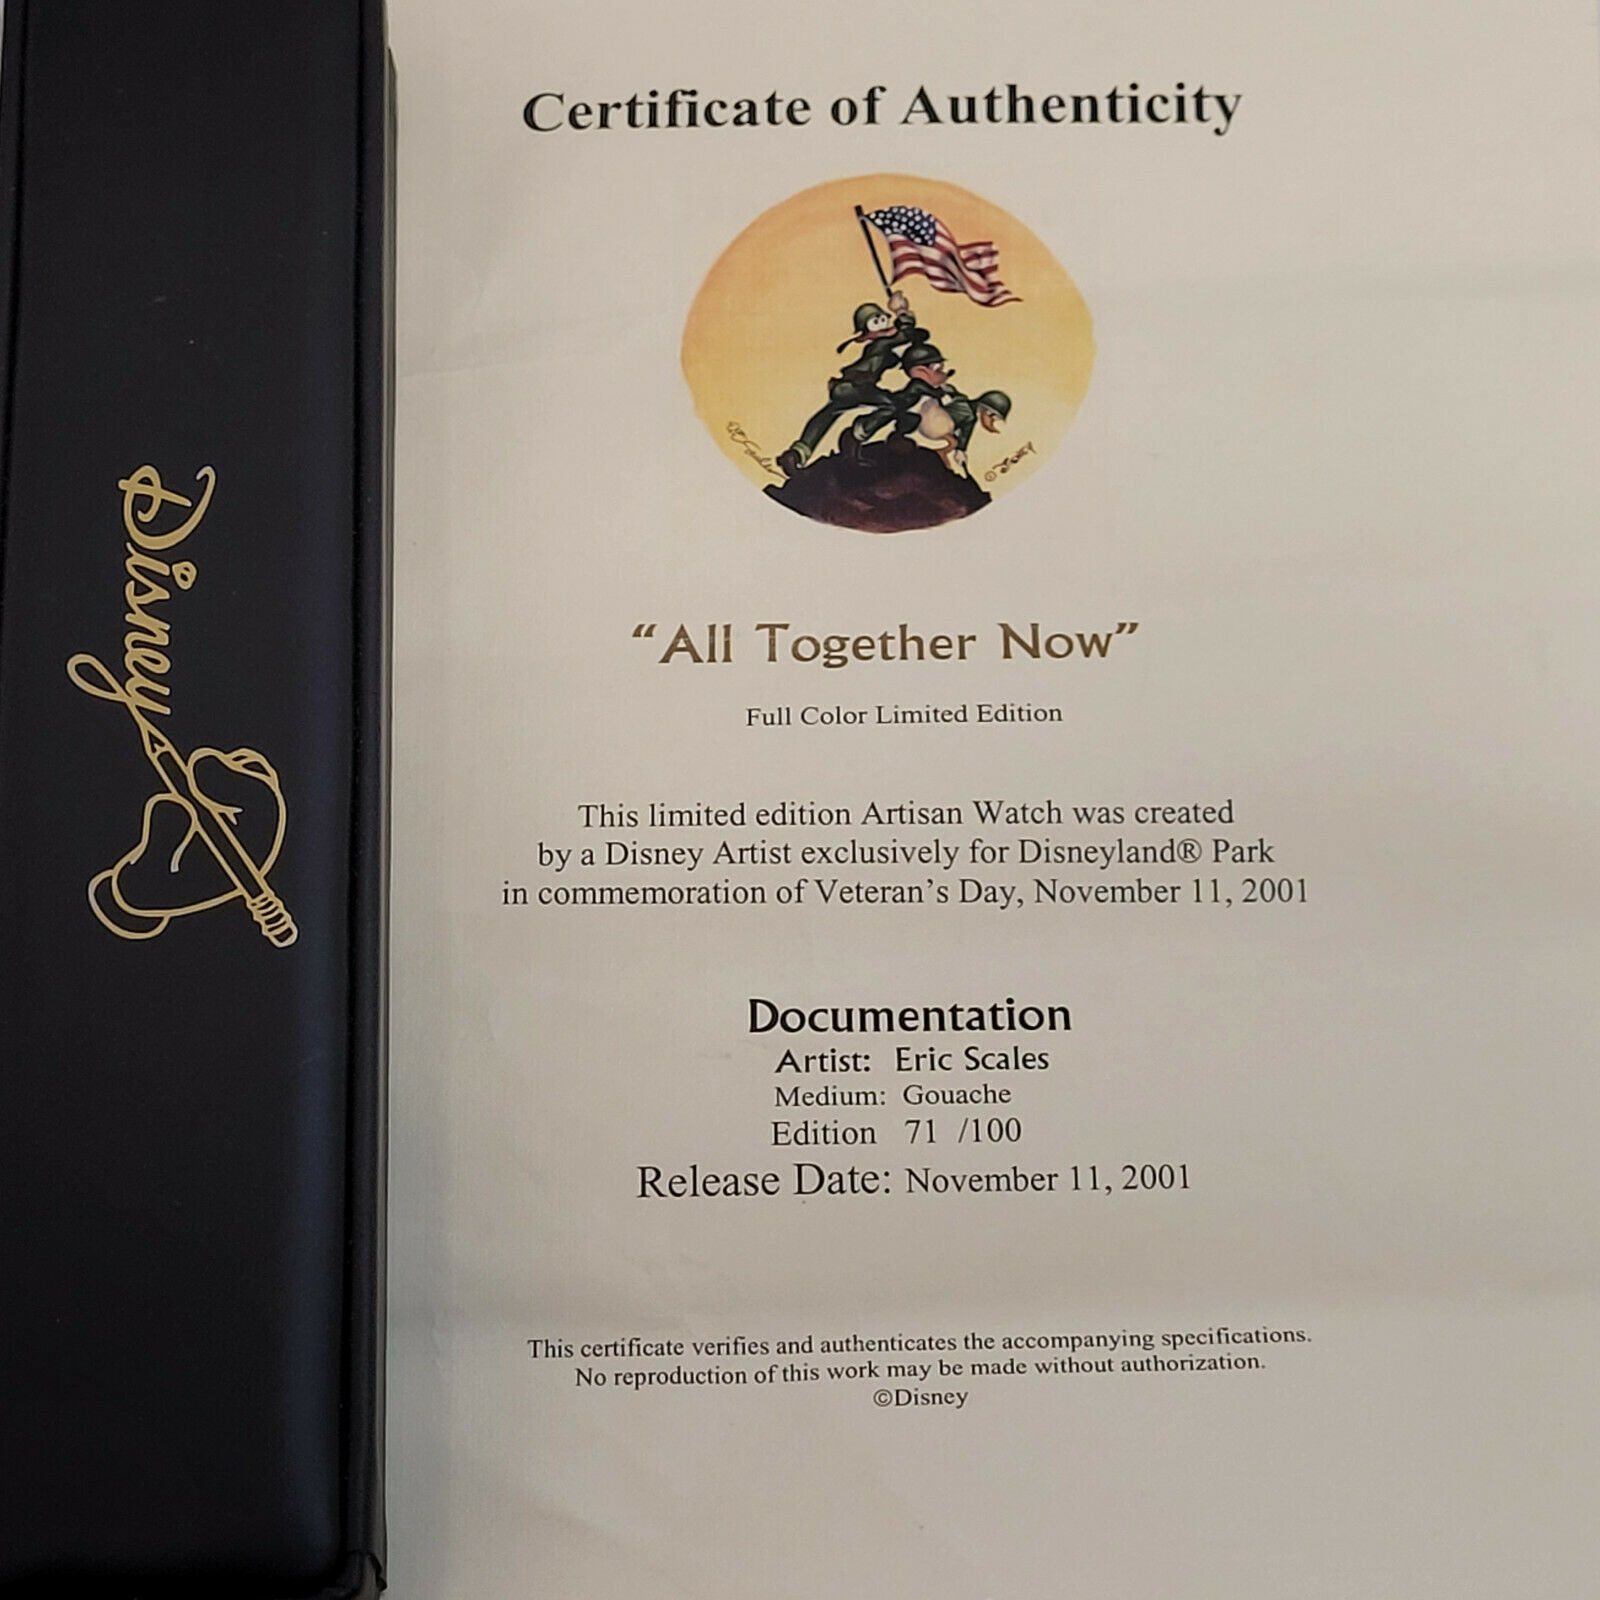 Disney
Certificate of Authenticity
© DISNEY
“All Together Now”
Full Color Limited Edition
This limited edition Artisan Watch was created
by a Disney Artist exclusively for Disneyland® Park
in commemoration of Veteran’s Day, November 11, 2001
Documentation
Artist: Eric Scales
Medium: Gouache
Edition 71 /100
Release Date: November 11, 2001
This certificate verifies and authenticates the accompanying specifications.
No reproduction of this work may be made without authorization.
©Disney